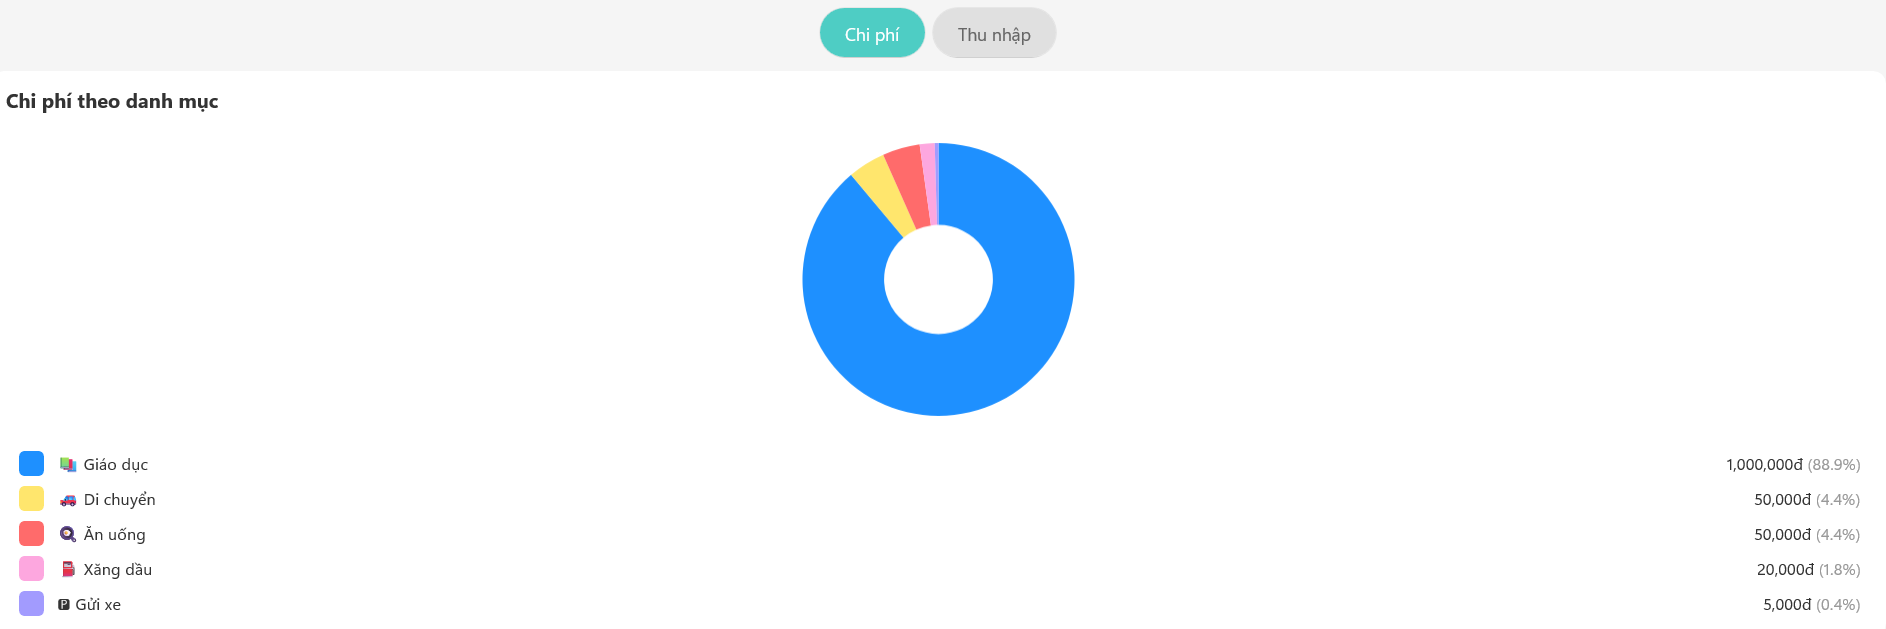 Chi phí Thu nhập
Chi phí theo danh mục
Giáo dục 1,000,000đ (88.9%)
Di chuyển 50,000đ (4.4%)
Ăn uống 50,000đ (4.4%)
Xăng dầu 20,000đ (1.8%)
🅿 Gửi xe 5,000đ (0.4%)